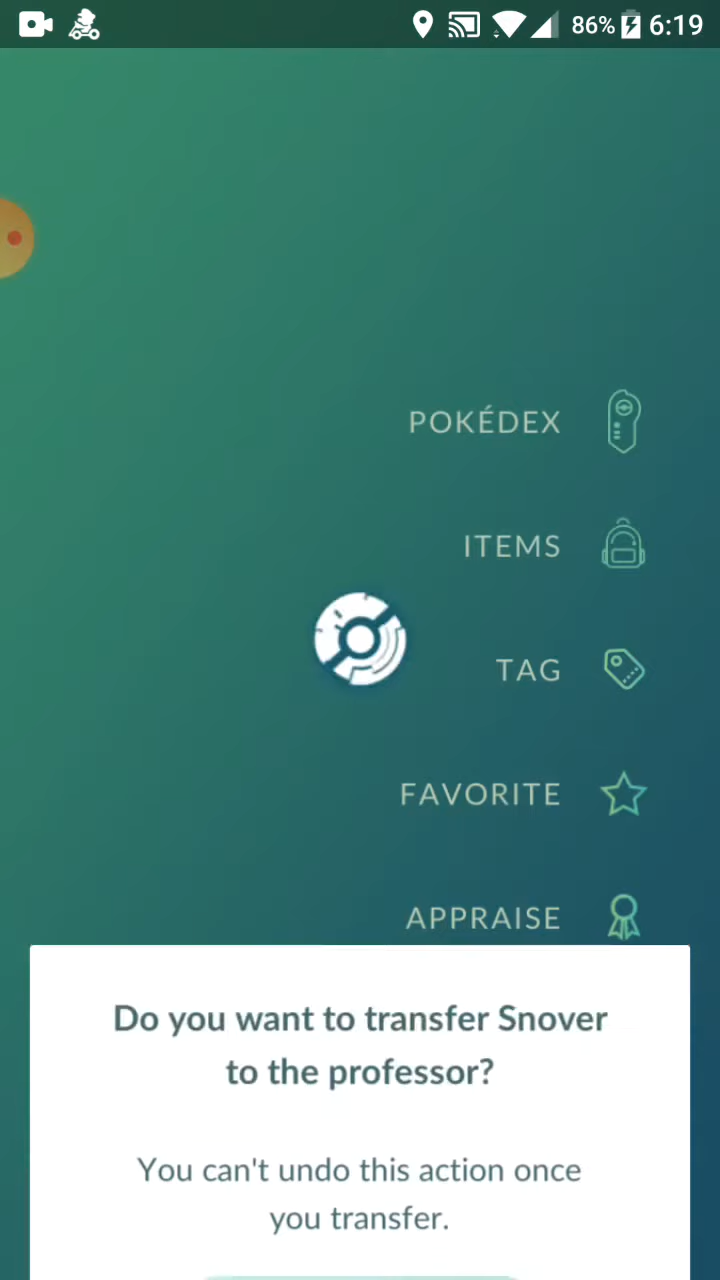 86% 6:19
POKÉDEX
ITEMS
TAG
FAVORITE
APPRAISE
Do you want to transfer Snover
to the professor?
You can't undo this action once
you transfer.